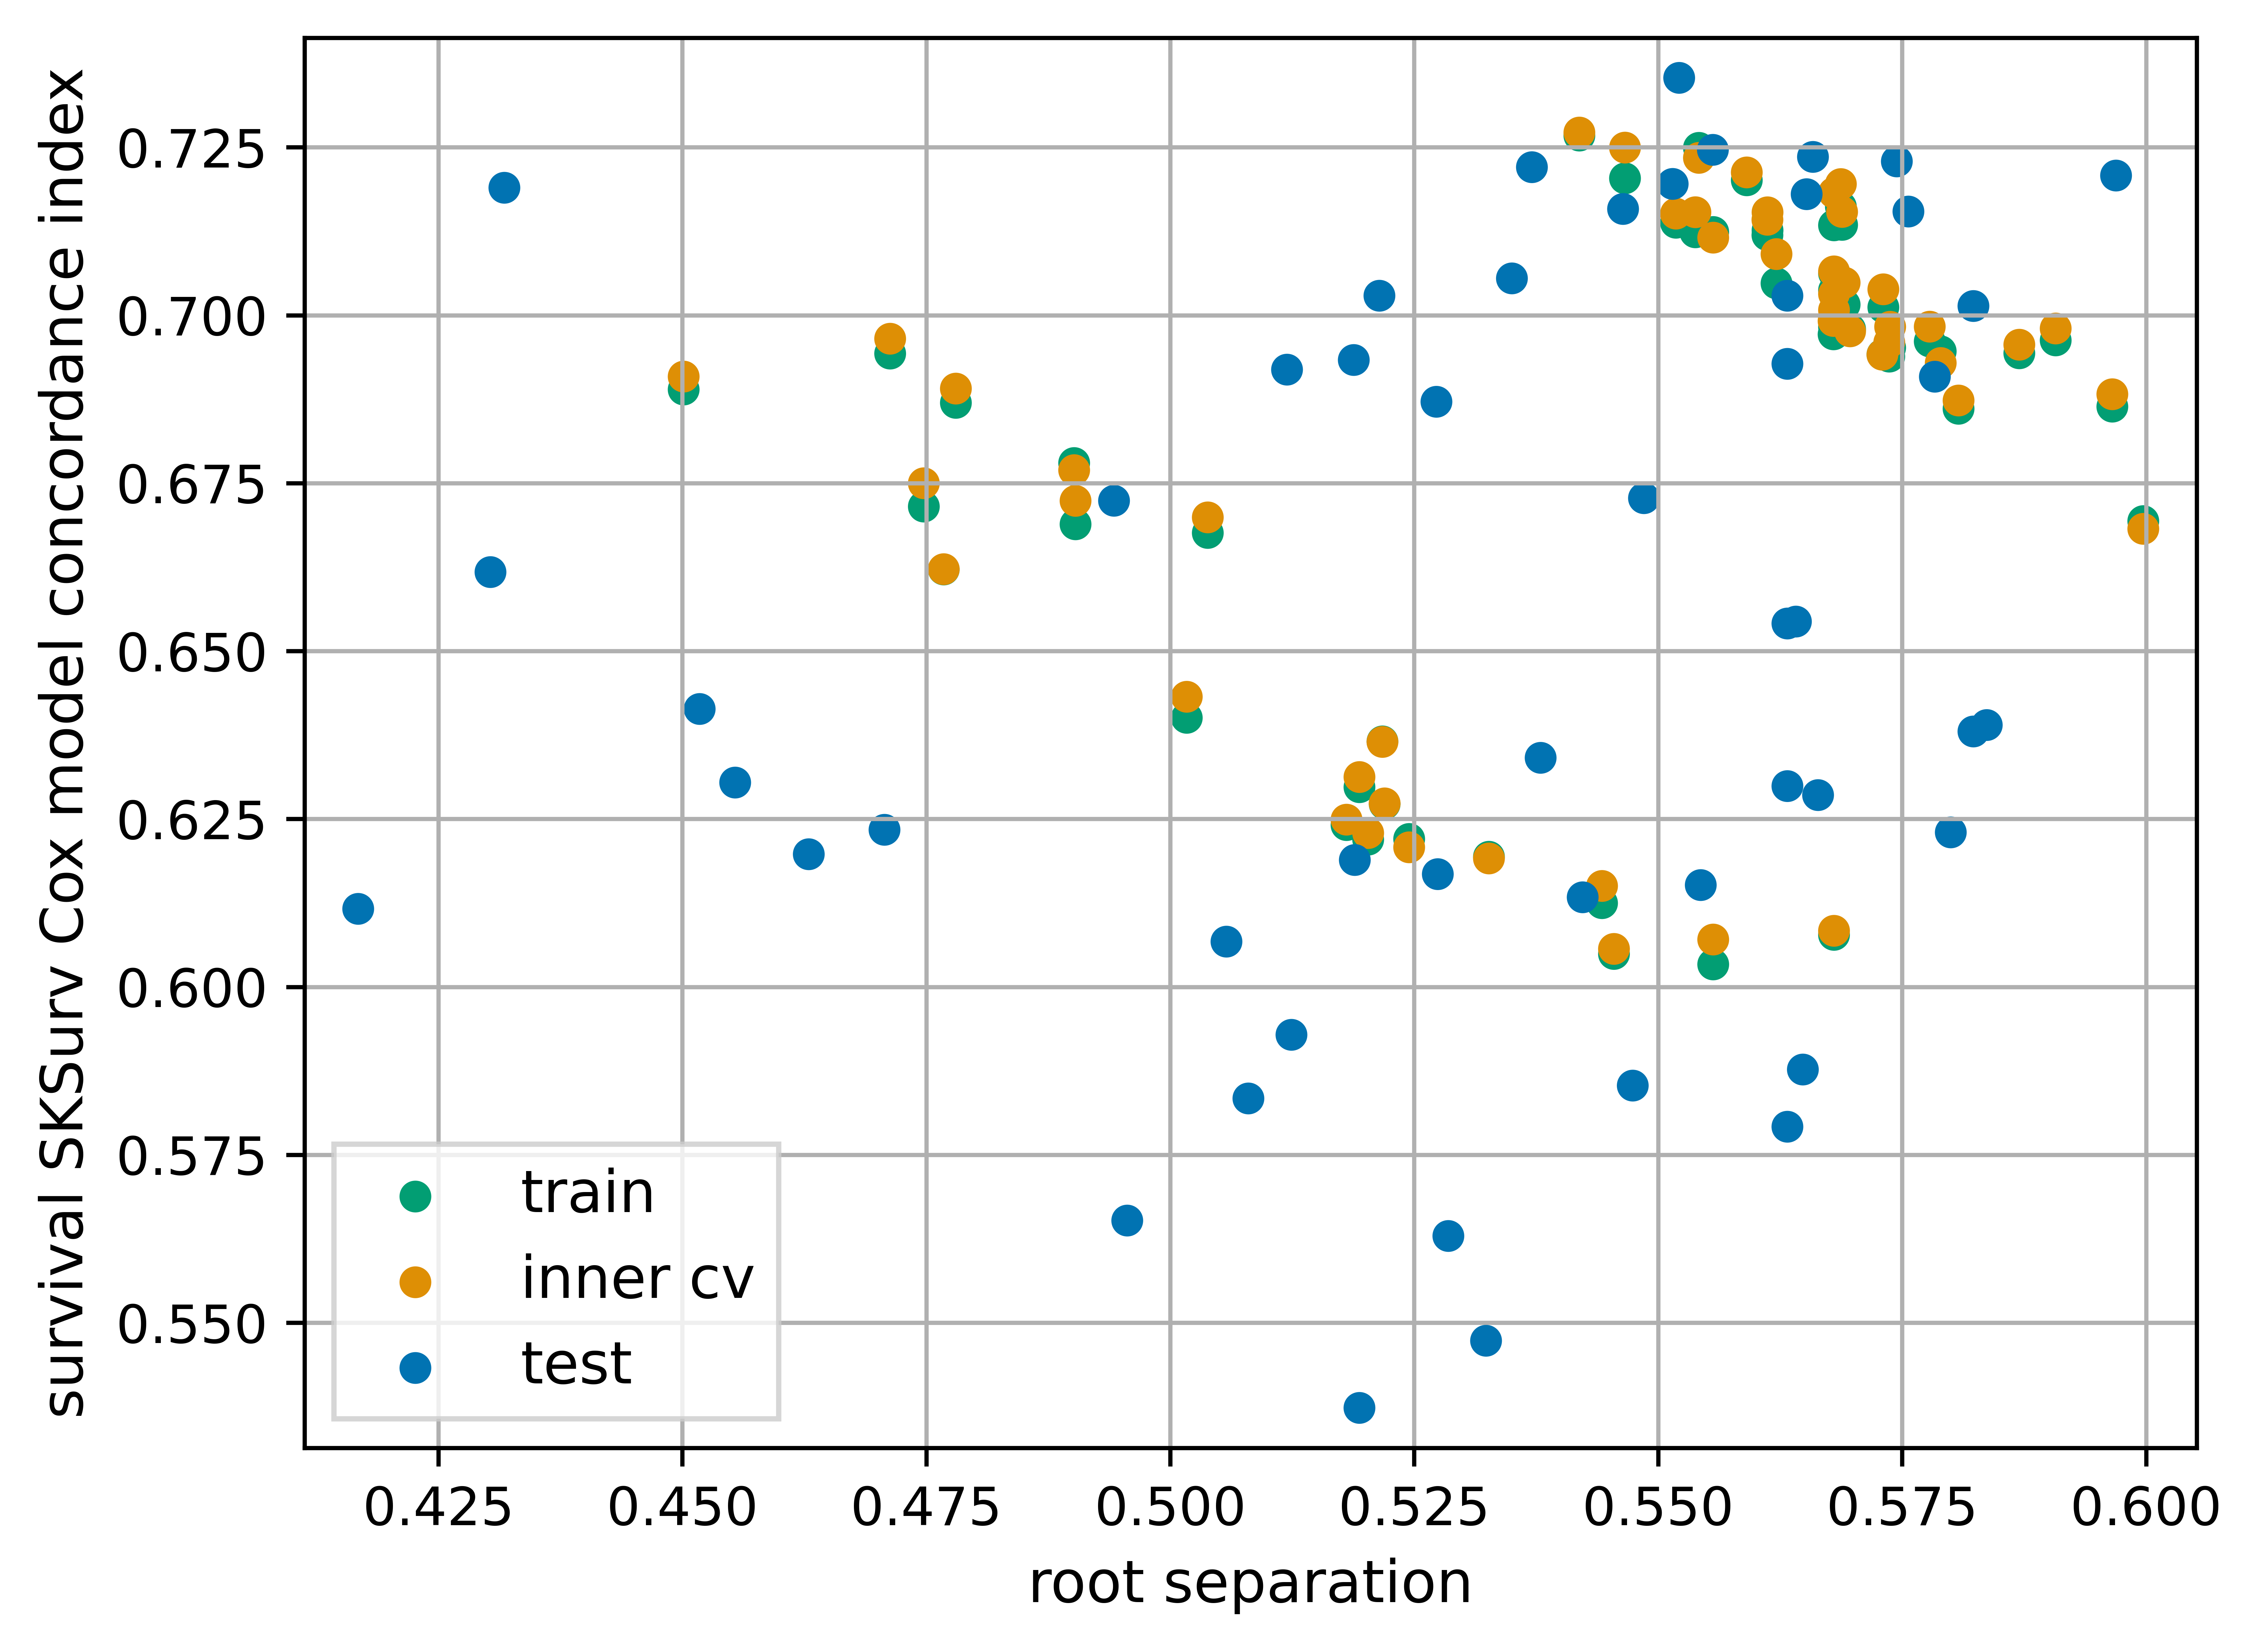 survival SKSurv Cox model concordance index
0.725
0.700
0.675
0.650
0.625
0.600
0.575
0.550
train
inner cv
test
0.425 0.450 0.475 0.500 0.525 0.550 0.575 0.600
root separation